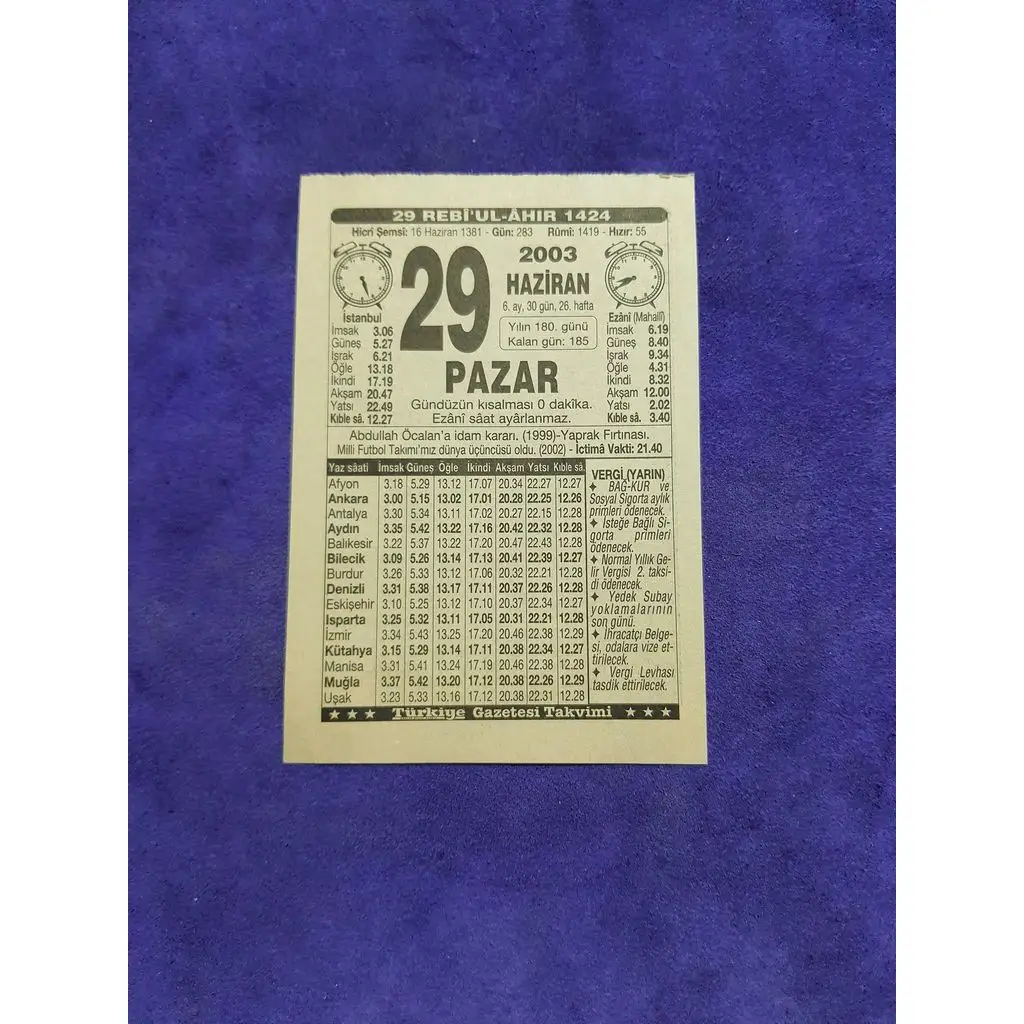 29 REBÎ'UL-ÂHIR 1424
Hicrî Şemsî: 16 Haziran 1381 - Gün: 283 Rûmî: 1419 - Hızır: 55
29
2003
HAZİRAN
6. ay, 30 gün, 26. hafta
Yılın 180. günü
Kalan gün: 185
PAZAR
Gündüzün kısalması 0 dakîka.
Ezânî sâat ayârlanmaz.
İstanbul
İmsak 3.06
Güneş 5.27
İşrak 6.21
Öğle 13.18
İkindi 17.19
Akşam 20.47
Yatsı 22.49
Kıble sâ. 12.27
Ezânî (Mahallî)
İmsak 6.19
Güneş 8.40
İşrak 9.34
Öğle 4.31
İkindi 8.32
Akşam 12.00
Yatsı 2.02
Kıble sâ. 3.40
Abdullah Öcalan'a idam kararı. (1999)-Yaprak Fırtınası.
Milli Futbol Takımı'mız dünya üçüncüsü oldu. (2002) - İctima Vakti: 21.40
Yaz sâati İmsak Güneş Öğle İkindi Akşam Yatsı Kıble sâ.
Afyon 3.18 5.29 13.12 17.07 20.34 22.27 12.27
Ankara 3.00 5.15 13.02 17.01 20.28 22.25 12.26
Antalya 3.30 5.34 13.11 17.02 20.27 22.15 12.28
Aydın 3.35 5.42 13.22 17.16 20.42 22.32 12.28
Balıkesir 3.22 5.37 13.22 17.20 20.47 22.43 12.28
Bilecik 3.09 5.26 13.14 17.13 20.41 22.39 12.27
Burdur 3.26 5.33 13.12 17.06 20.32 22.21 12.28
Denizli 3.31 5.38 13.17 17.11 20.37 22.26 12.28
Eskişehir 3.10 5.25 13.12 17.10 20.37 22.34 12.27
Isparta 3.25 5.32 13.11 17.05 20.31 22.21 12.28
İzmir 3.34 5.43 13.25 17.20 20.46 22.38 12.29
Kütahya 3.15 5.29 13.14 17.11 20.38 22.34 12.27
Manisa 3.31 5.41 13.24 17.19 20.46 22.38 12.28
Muğla 3.37 5.42 13.20 17.12 20.38 22.26 12.29
Uşak 3.23 5.33 13.16 17.12 20.38 22.31 12.28
VERGİ (YARIN)
✦ BAĞ-KUR ve
Sosyal Sigorta aylık
primleri ödenecek.
✦ İsteğe Bağlı Si-
gorta primleri
ödenecek.
✦ Normal Yıllık Ge-
lir Vergisi 2. taksi-
di ödenecek.
✦ Yedek Subay
yoklamalarının
son günü.
✦ İhracatçı Belge-
si, odalara vize et-
tirilecek.
✦ Vergi Levhası
tasdik ettirilecek.
★ ★ ★ Türkiye Gazetesi Takvimi ★ ★ ★